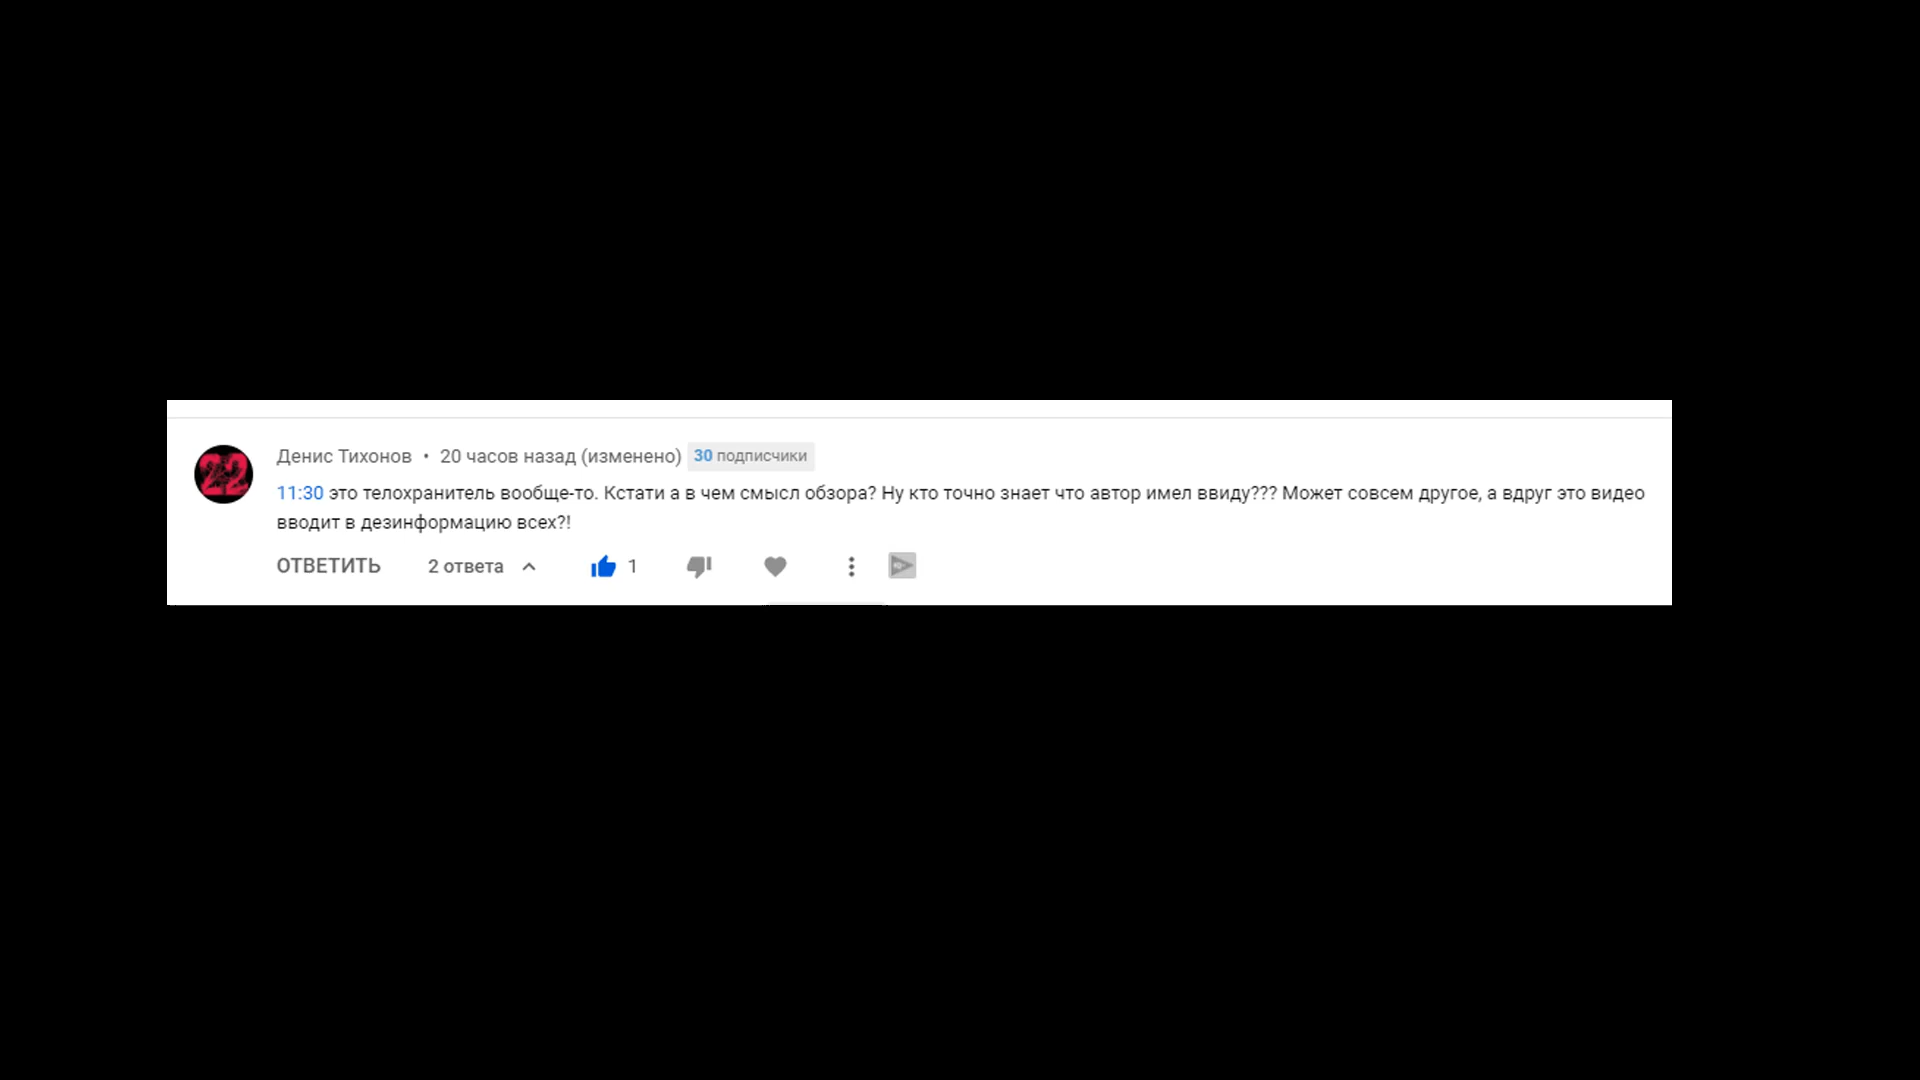 22
Денис Тихонов • 20 часов назад (изменено) 30 подписчики
11:30 это телохранитель вообще-то. Кстати а в чем смысл обзора? Ну кто точно знает что автор имел ввиду??? Может совсем другое, а вдруг это видео
вводит в дезинформацию всех?!
ОТВЕТИТЬ 2 ответа 1